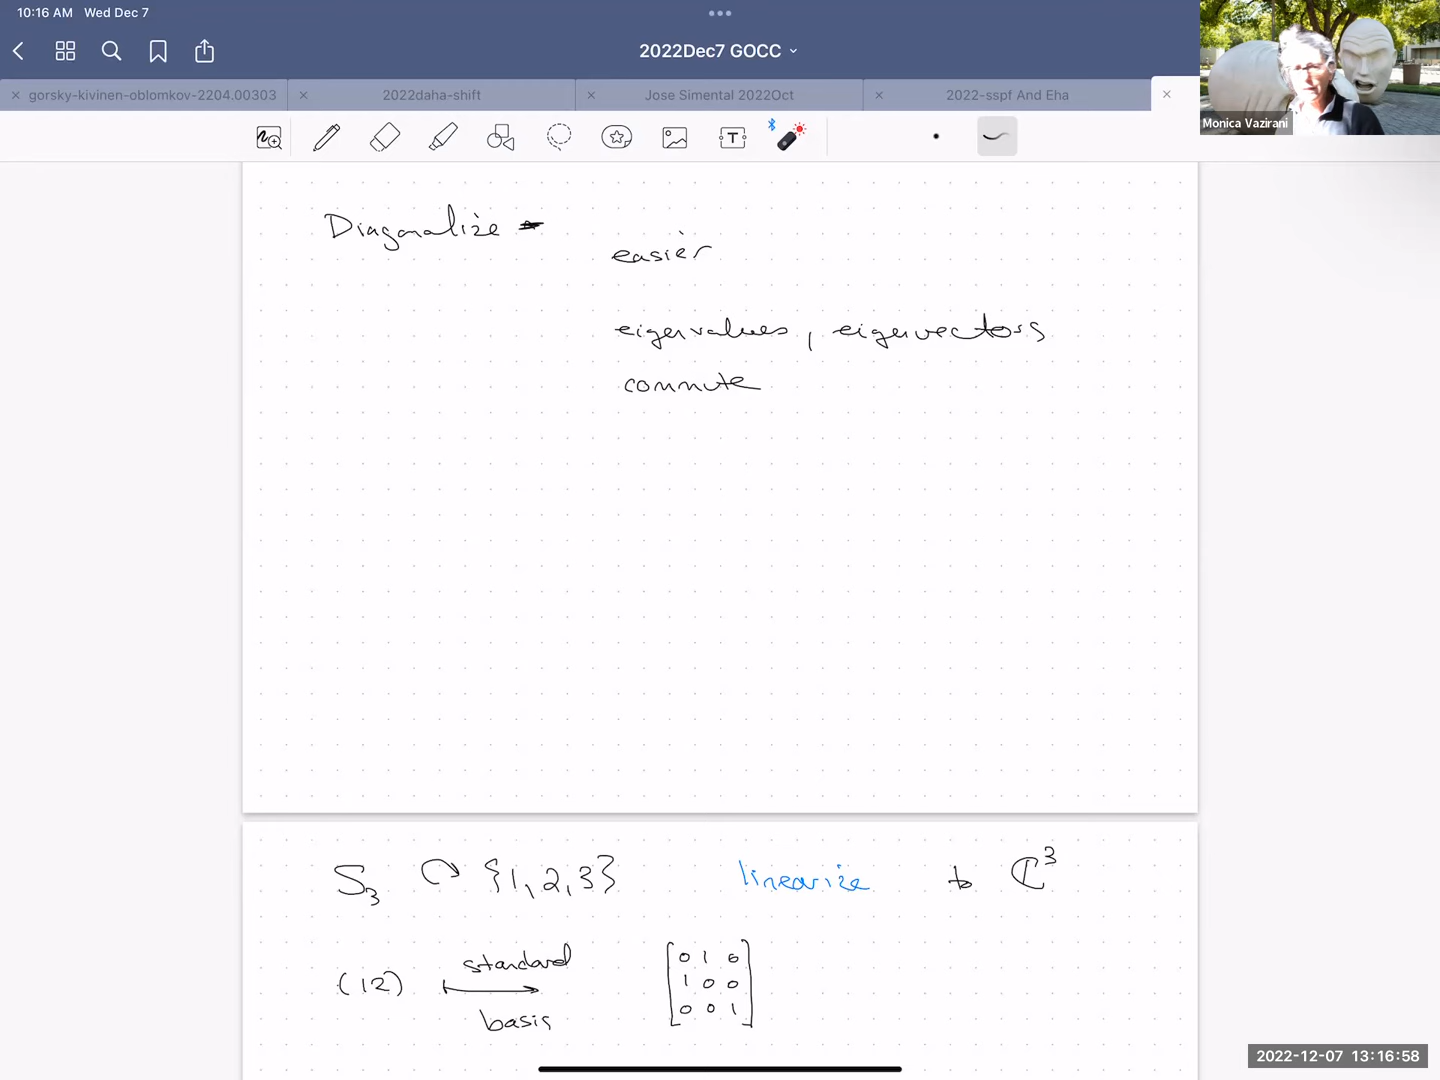 10:16 AM Wed Dec 7
2022Dec7 GOCC
gorsky-kivinen-oblomkov-2204.00303
2022daha-shift
Jose Simental 2022Oct
2022-sspf And Eha
Monica Vazirani
Diagonalize -
easier
eigenvalues, eigenvectors
commute
S₃ ↷ {1,2,3} linearize to ℂ³
(12) ⟼ standard basis
[0 1 0
1 0 0
0 0 1]
2022-12-07 13:16:58